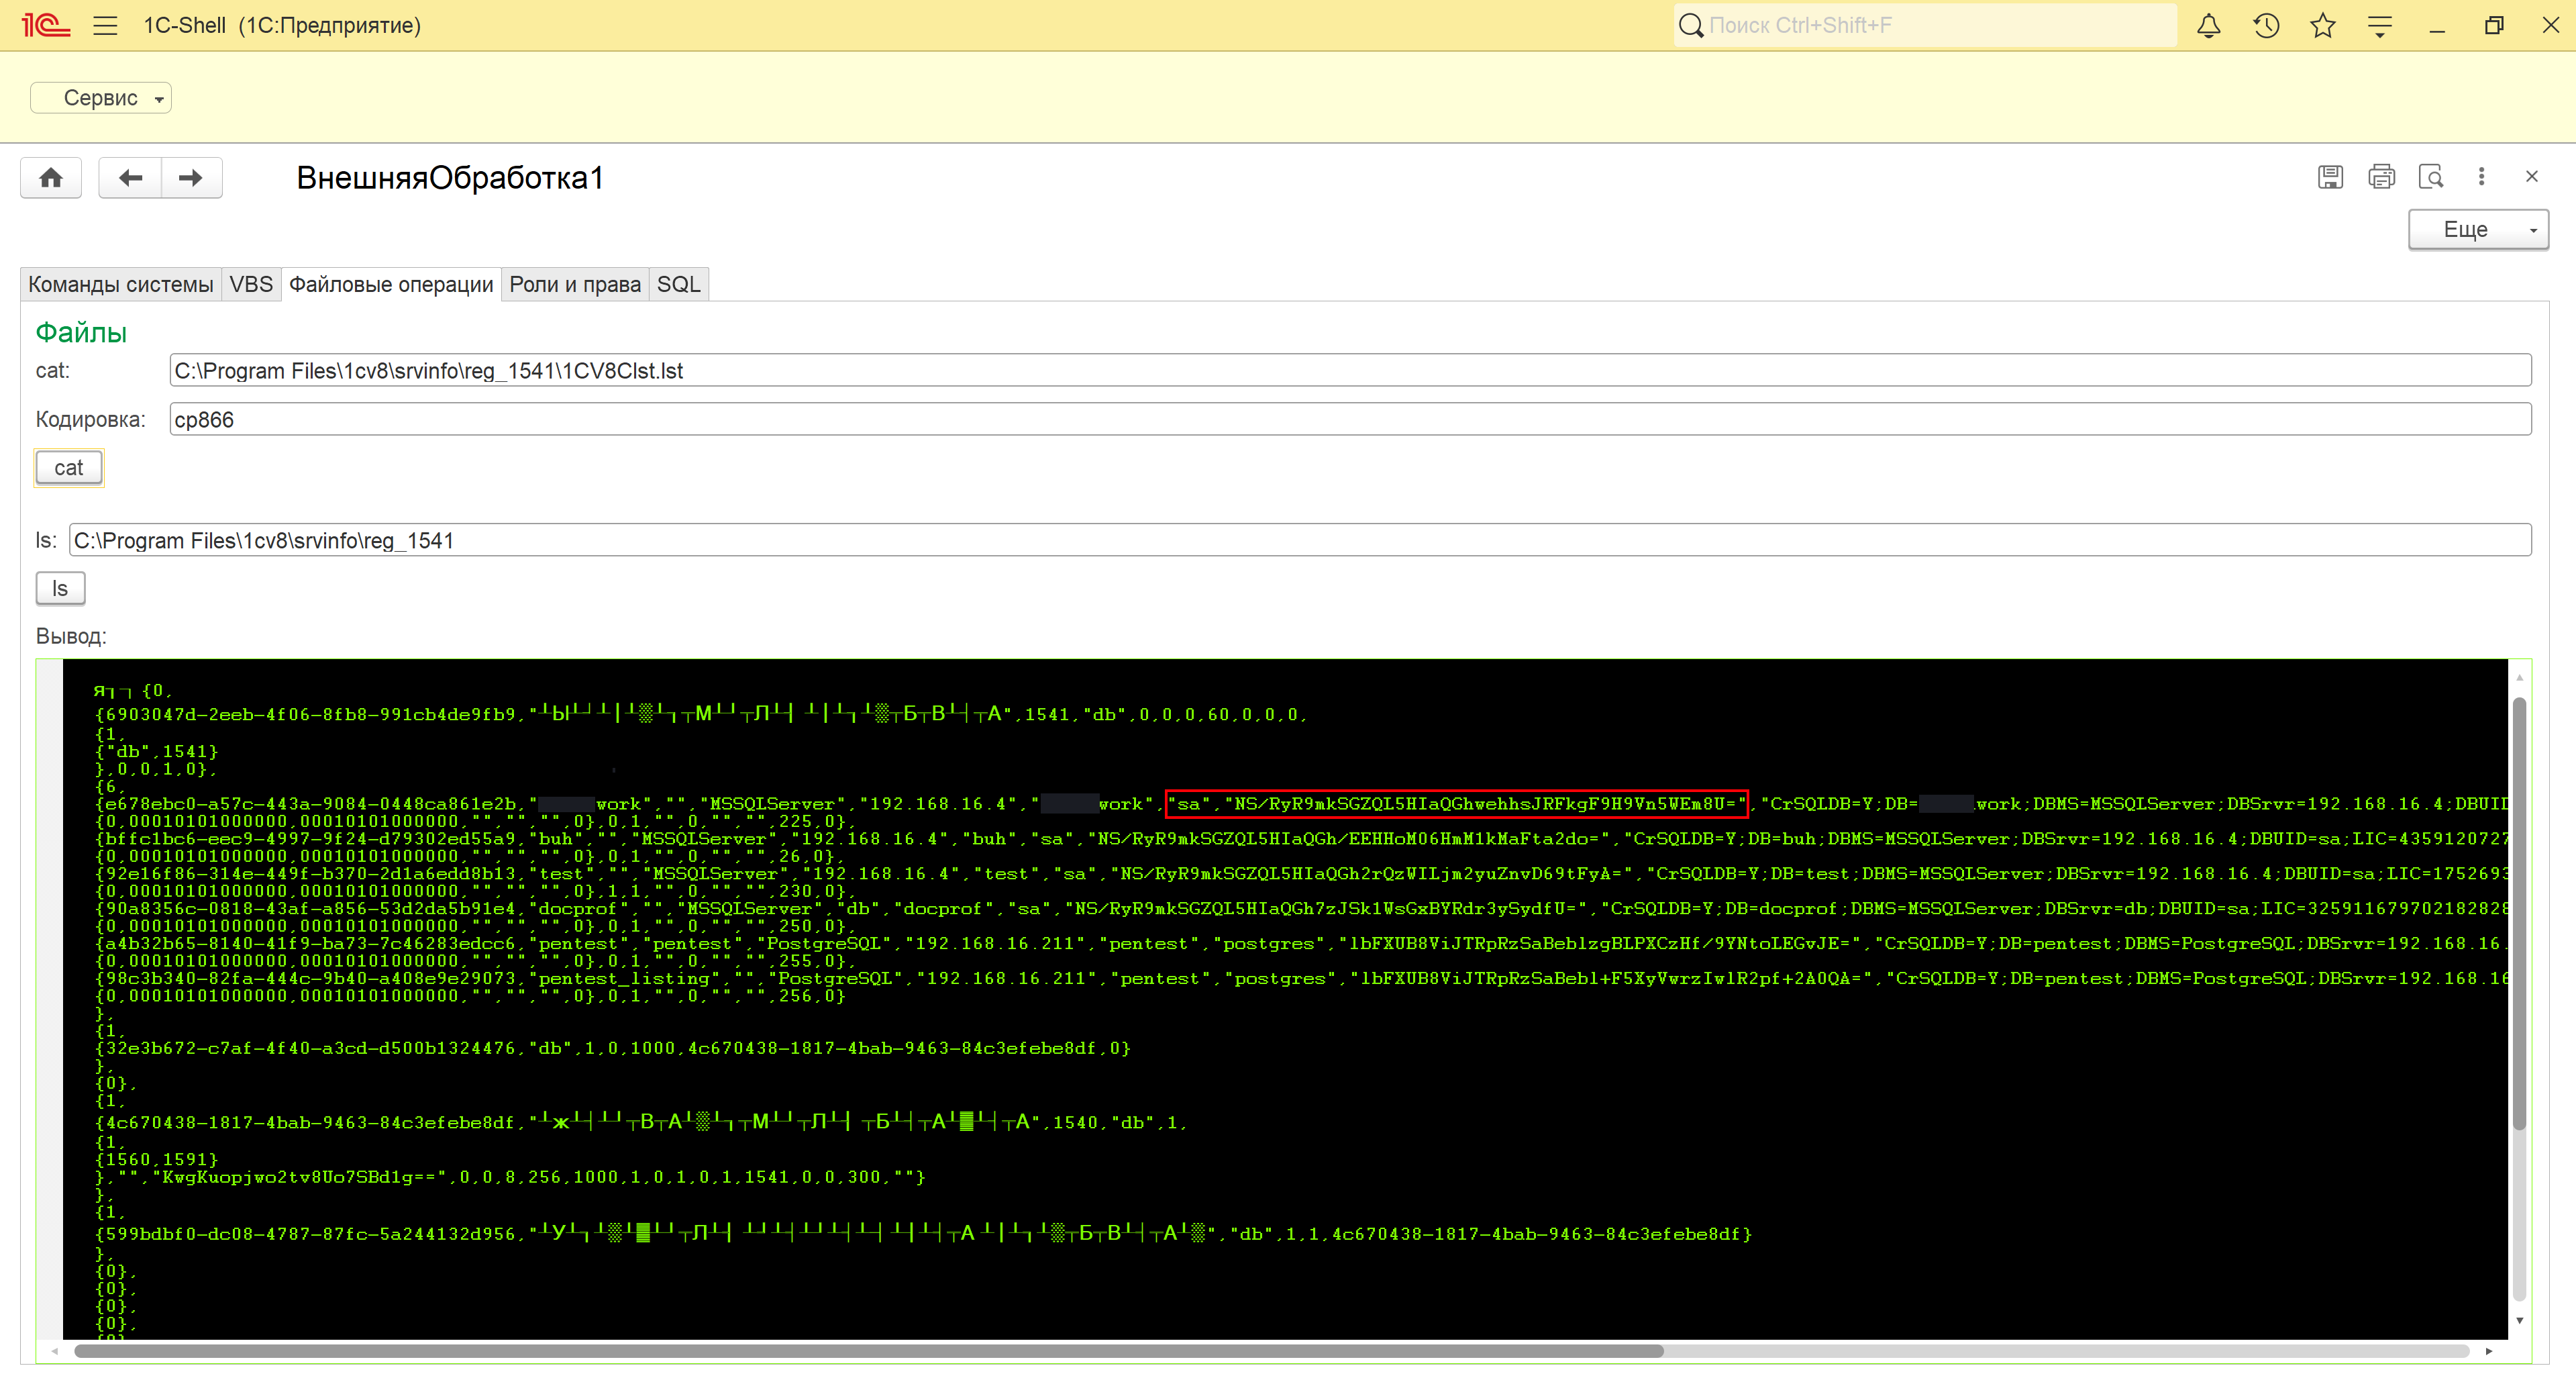 1С-Shell (1С:Предприятие)
Поиск Ctrl+Shift+F
Сервис
ВнешняяОбработка1
Еще
Команды системы VBS Файловые операции Роли и права SQL
Файлы
cat: C:\Program Files\1cv8\srvinfo\reg_1541\1CV8Clst.lst
Кодировка: cp866
cat
ls: C:\Program Files\1cv8\srvinfo\reg_1541
ls
Вывод:
я┐┐{0,
{6903047d-2eeb-4f06-8fb8-991cb4de9fb9, ",1541,"db",0,0,0,60,0,0,0,
{1,
{"db",1541}
},0,0,1,0},
{6,
{e678ebc0-a57c-443a-9084-0448ca861e2b,"work","","MSSQLServer","192.168.16.4","work","sa","NS/RyR9mkSGZQL5HIaQGhwehhsJRFkgF9H9Vn5WEm8U=","CrSQLDB=Y;DB=work;DBMS=MSSQLServer;DBSrvr=192.168.16.4;DBUID
{0,00010101000000,00010101000000,"","","",0},0,1,"",0,"","",225,0},
{bffc1bc6-eec9-4997-9f24-d79302ed55a9,"buh","","MSSQLServer","192.168.16.4","buh","sa","NS/RyR9mkSGZQL5HIaQGh/EEHHoM06HmM1kMaFta2do=","CrSQLDB=Y;DB=buh;DBMS=MSSQLServer;DBSrvr=192.168.16.4;DBUID=sa;LIC=4359120727
{0,00010101000000,00010101000000,"","","",0},0,1,"",0,"","",26,0},
{92e16f86-314e-449f-b370-2d1a6edd8b13,"test","","MSSQLServer","192.168.16.4","test","sa","NS/RyR9mkSGZQL5HIaQGh2rQzWILjm2yuZnvD69tFyA=","CrSQLDB=Y;DB=test;DBMS=MSSQLServer;DBSrvr=192.168.16.4;DBUID=sa;LIC=1752693
{0,00010101000000,00010101000000,"","","",0},1,1,"",0,"","",230,0},
{90a8356c-0818-43af-a856-53d2da5b91e4,"docprof","","MSSQLServer","db","docprof","sa","NS/RyR9mkSGZQL5HIaQGh7zJSk1WsGxBYRdr3ySydfU=","CrSQLDB=Y;DB=docprof;DBMS=MSSQLServer;DBSrvr=db;DBUID=sa;LIC=325911679702182828
{0,00010101000000,00010101000000,"","","",0},0,1,"",0,"","",250,0},
{a4b32b65-8140-41f9-ba73-7c46283edcc6,"pentest","pentest","PostgreSQL","192.168.16.211","pentest","postgres","lbFXUB8ViJTRpRzSaBeblzgBLPXCzHf/9YNtoLEGvJE=","CrSQLDB=Y;DB=pentest;DBMS=PostgreSQL;DBSrvr=192.168.16.
{0,00010101000000,00010101000000,"","","",0},0,1,"",0,"","",255,0},
{98c3b340-82fa-444c-9b40-a408e9e29073,"pentest_listing","","PostgreSQL","192.168.16.211","pentest","postgres","lbFXUB8ViJTRpRzSaBebl+F5XyVwrzIwlR2pf+2A0QA=","CrSQLDB=Y;DB=pentest;DBMS=PostgreSQL;DBSrvr=192.168.16
{0,00010101000000,00010101000000,"","","",0},0,1,"",0,"","",256,0}
},
{1,
{32e3b672-c7af-4f40-a3cd-d500b1324476,"db",1,0,1000,4c670438-1817-4bab-9463-84c3efebe8df,0}
},
{0},
{1,
{4c670438-1817-4bab-9463-84c3efebe8df, ",1540,"db",1,
{1,
{1560,1591}
},"","KwgKuopjwo2tv8Uo7SBd1g==",0,0,8,256,1000,1,0,1,0,1,1541,0,0,300,""}
},
{1,
{599bdbf0-dc08-4787-87fc-5a244132d956, ","db",1,1,4c670438-1817-4bab-9463-84c3efebe8df}
},
{0},
{0},
{0},
{0},